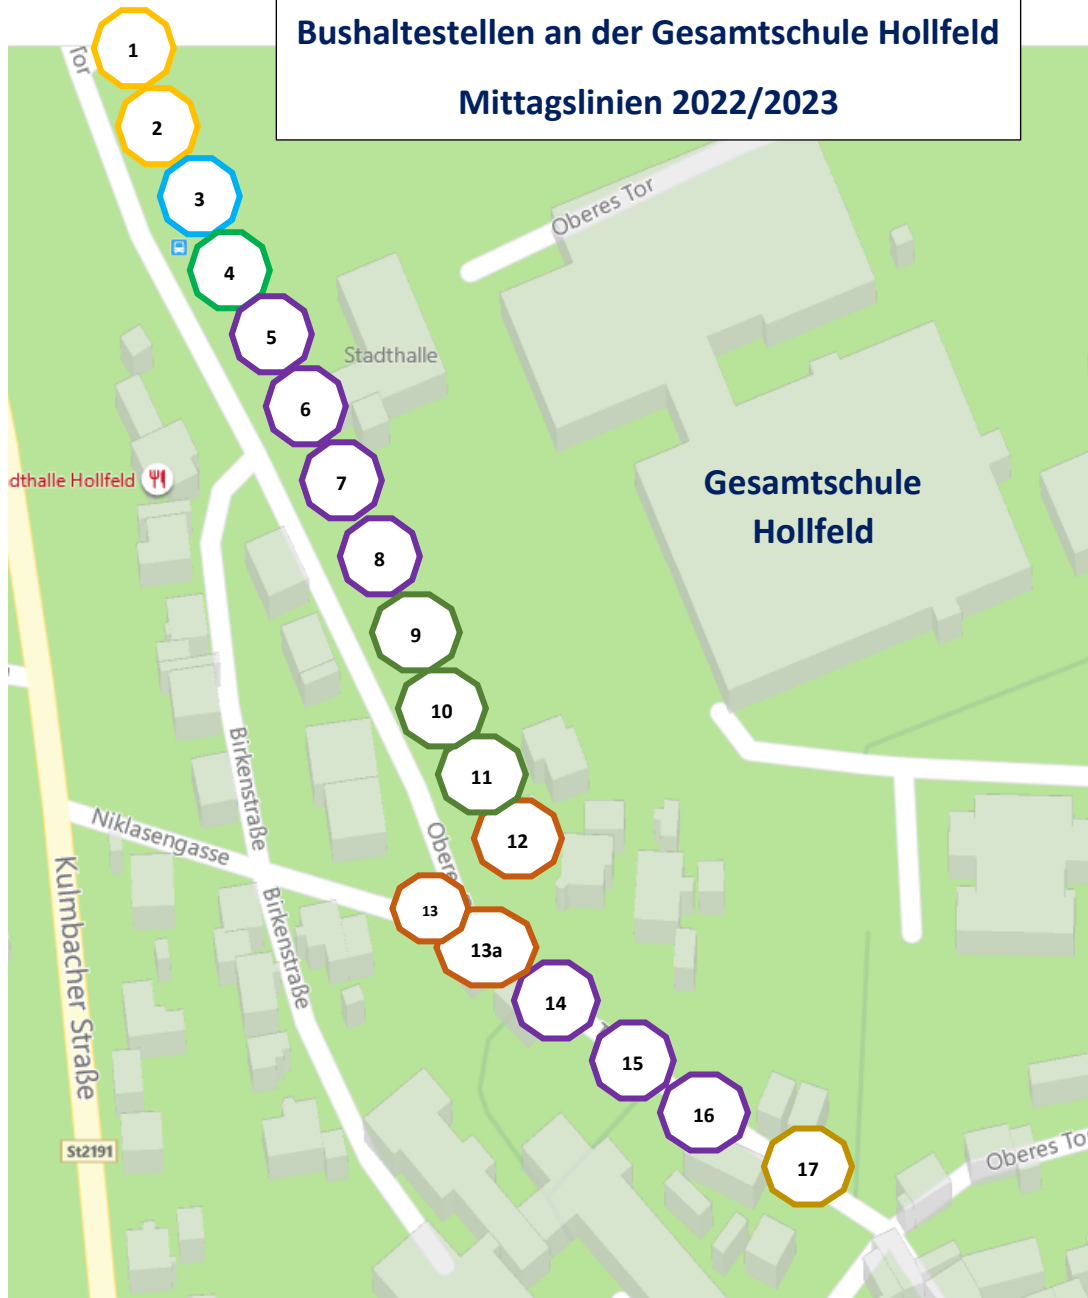 Bushaltestellen an der Gesamtschule Hollfeld
Mittagslinien 2022/2023
Tor
1
2
3
4
5
6
7
8
9
10
11
12
13
13a
14
15
16
17
Oberes Tor
Stadthalle
dthalle Hollfeld
Gesamtschule
Hollfeld
Birkenstraße
Niklasengasse
Obere
Birkenstraße
Kulmbacher Straße
St2191
Oberes Tor